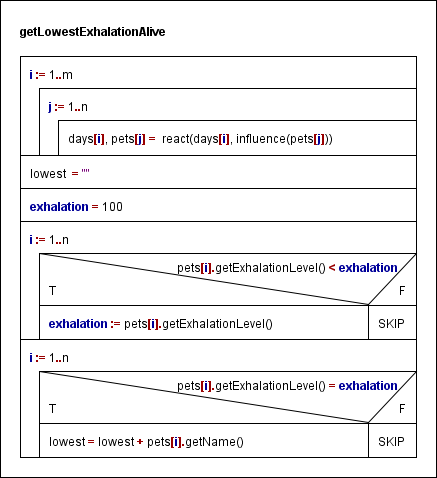 getLowestExhalationAlive
i := 1..m
j := 1..n
days[i], pets[j] = react(days[i], influence(pets[j]))
lowest = ""
exhalation = 100
i := 1..n
pets[i].getExhalationLevel() < exhalation
T F
exhalation := pets[i].getExhalationLevel() SKIP
i := 1..n
pets[i].getExhalationLevel() = exhalation
T F
lowest = lowest + pets[i].getName() SKIP